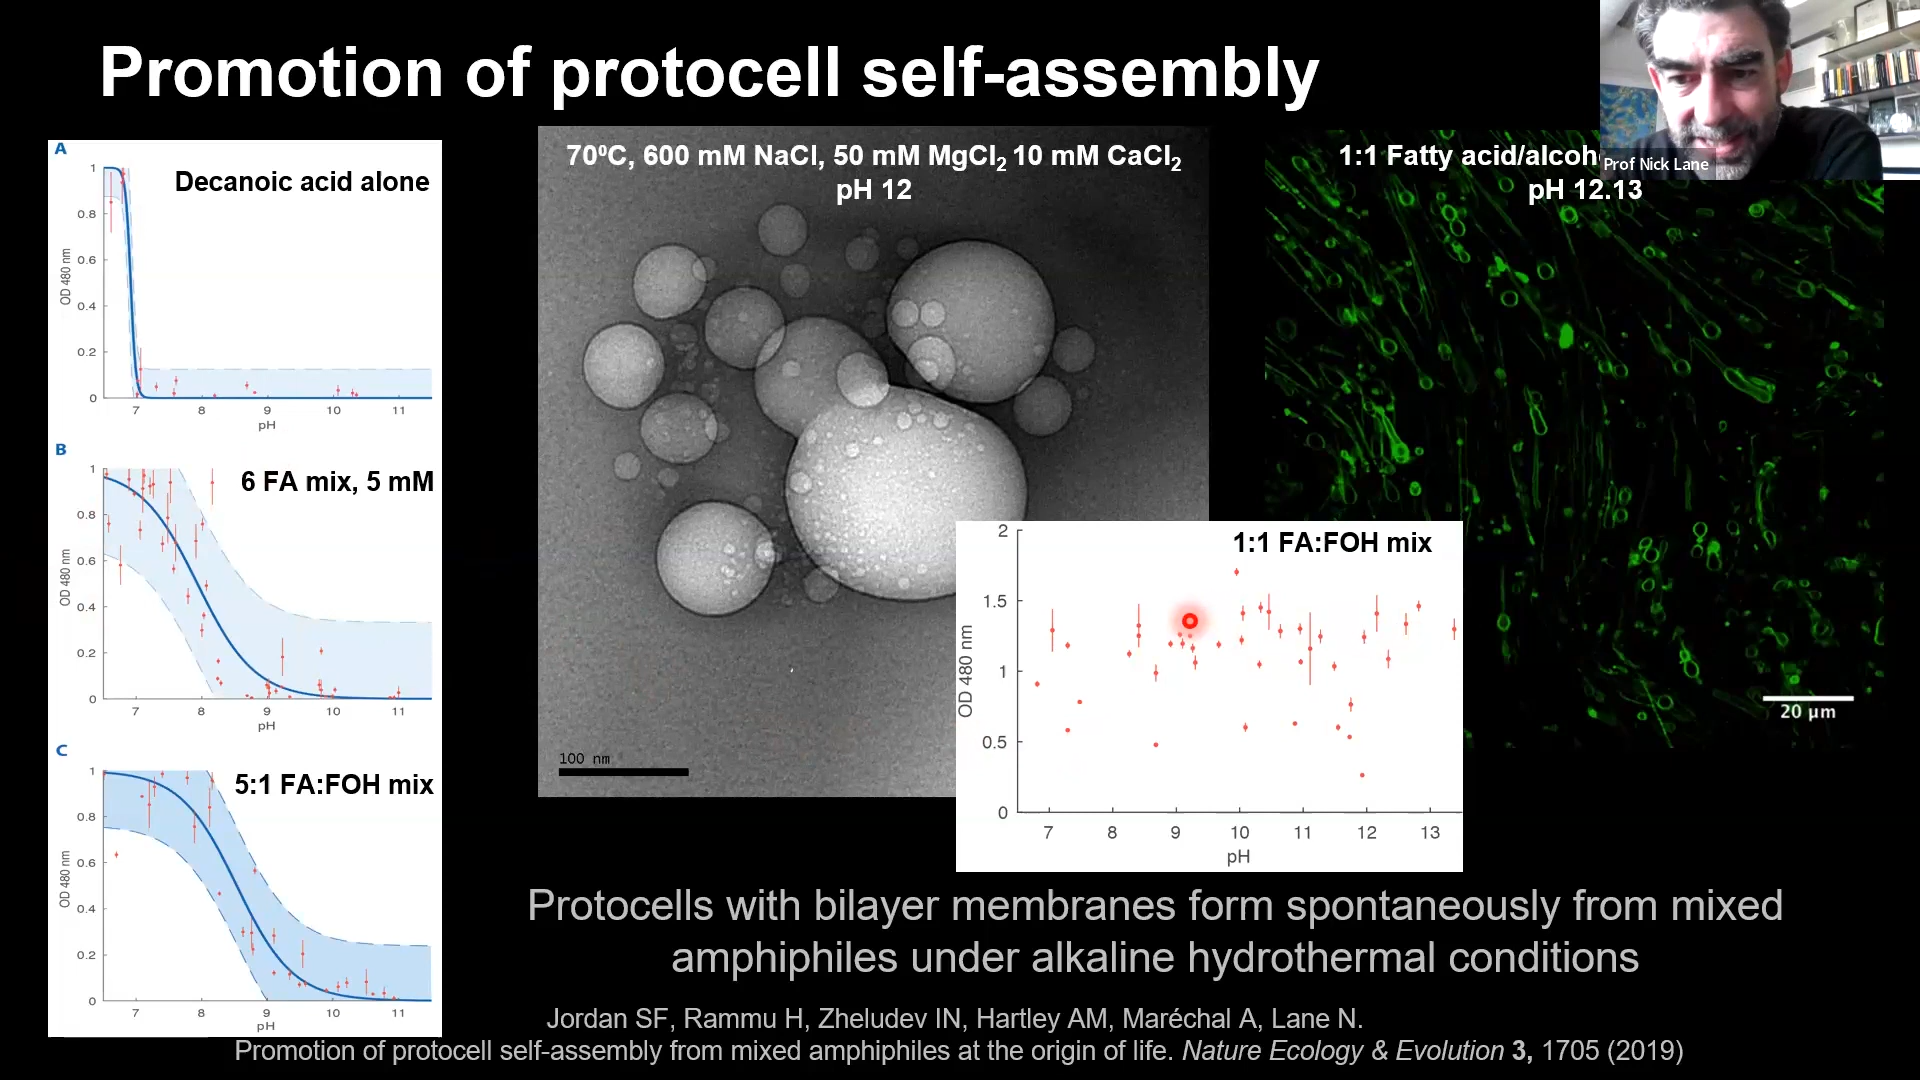 Promotion of protocell self-assembly
Prof Nick Lane
A
Decanoic acid alone
1
0.8
0.6
0.4
0.2
0
OD 480 nm
7 8 9 10 11
pH
B
6 FA mix, 5 mM
1
0.8
0.6
0.4
0.2
0
OD 480 nm
7 8 9 10 11
pH
C
5:1 FA:FOH mix
1
0.8
0.6
0.4
0.2
0
OD 480 nm
7 8 9 10 11
pH
70⁰C, 600 mM NaCl, 50 mM MgCl₂ 10 mM CaCl₂
pH 12
100 nm
1:1 Fatty acid/alcoh
pH 12.13
20 µm
1:1 FA:FOH mix
2
1.5
1
0.5
0
OD 480 nm
7 8 9 10 11 12 13
pH
Protocells with bilayer membranes form spontaneously from mixed
amphiphiles under alkaline hydrothermal conditions
Jordan SF, Rammu H, Zheludev IN, Hartley AM, Maréchal A, Lane N.
Promotion of protocell self-assembly from mixed amphiphiles at the origin of life. Nature Ecology & Evolution 3, 1705 (2019)